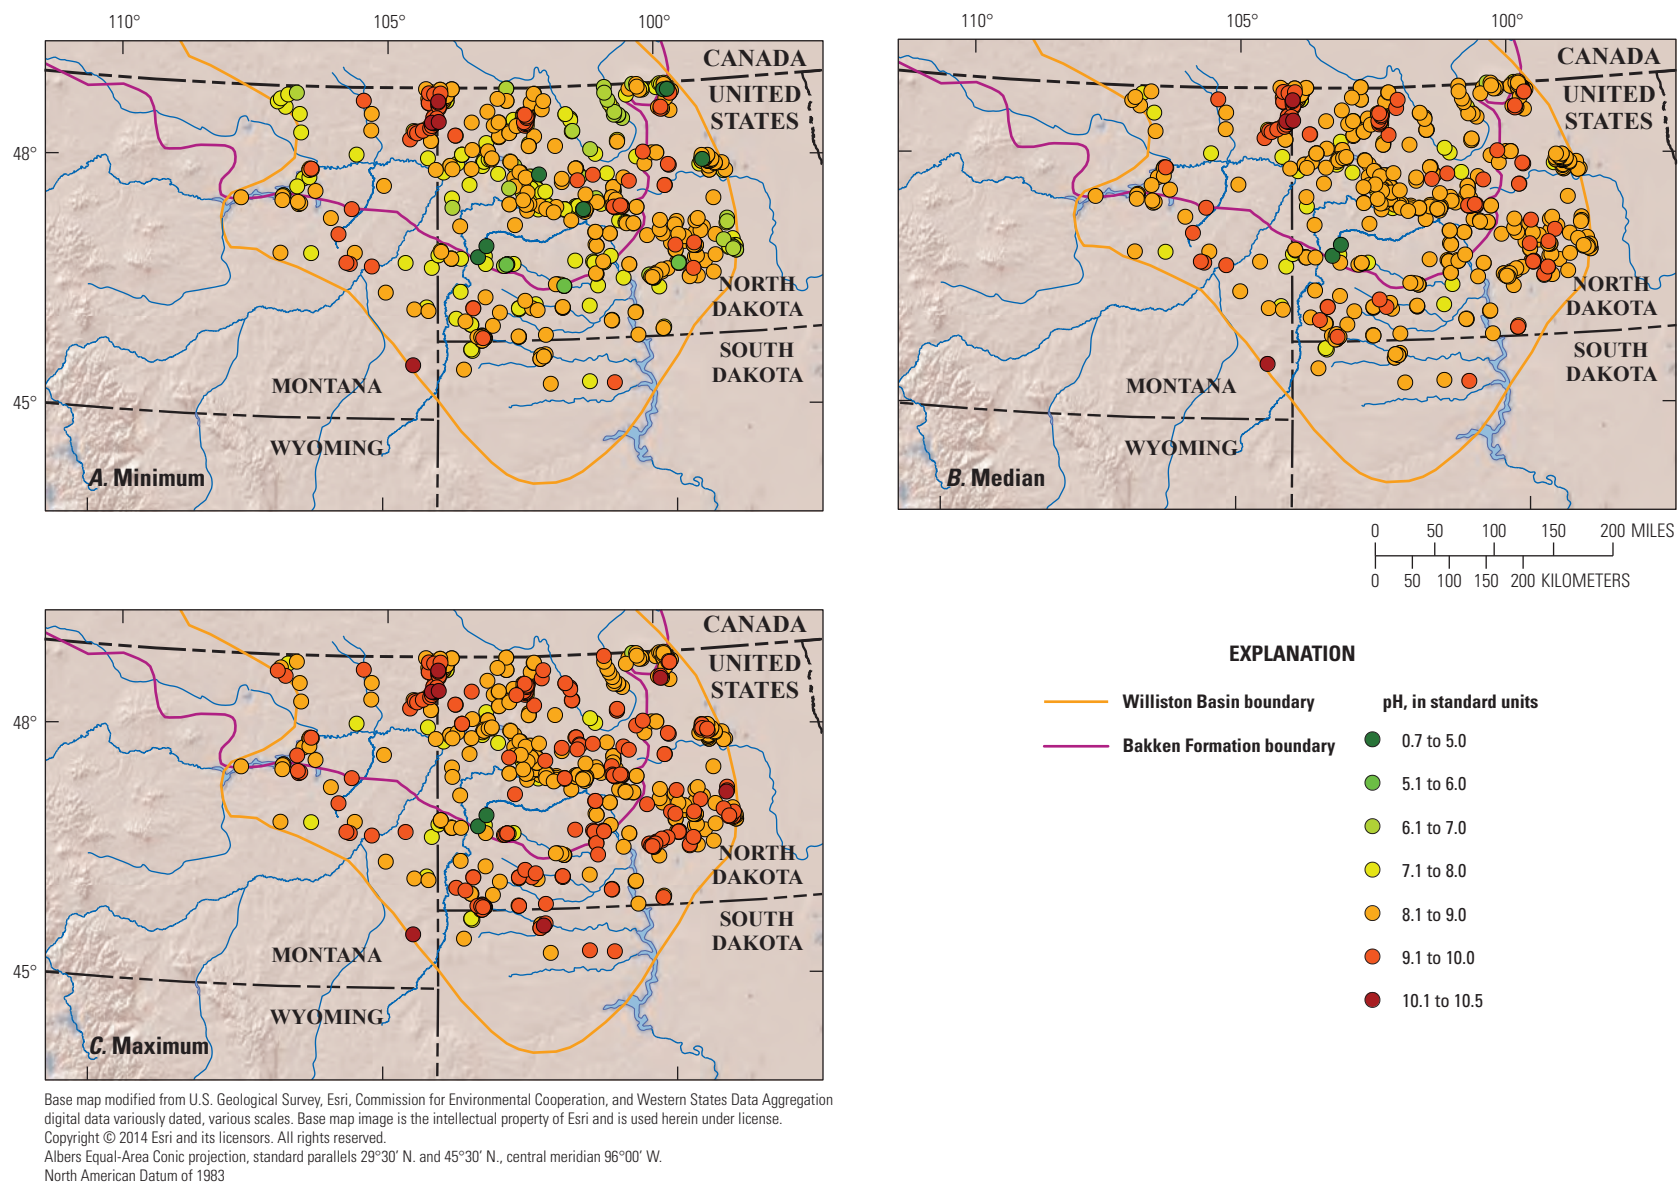 110°
105°
100°
CANADA
UNITED
STATES
48°
NORTH
DAKOTA
SOUTH
DAKOTA
MONTANA
45°
WYOMING
A. Minimum
110°
105°
100°
CANADA
UNITED
STATES
NORTH
DAKOTA
SOUTH
DAKOTA
MONTANA
WYOMING
B. Median
0 50 100 150 200 MILES
0 50 100 150 200 KILOMETERS
CANADA
UNITED
STATES
48°
NORTH
DAKOTA
SOUTH
DAKOTA
MONTANA
45°
WYOMING
C. Maximum
EXPLANATION
Williston Basin boundary
Bakken Formation boundary
pH, in standard units
0.7 to 5.0
5.1 to 6.0
6.1 to 7.0
7.1 to 8.0
8.1 to 9.0
9.1 to 10.0
10.1 to 10.5
Base map modified from U.S. Geological Survey, Esri, Commission for Environmental Cooperation, and Western States Data Aggregation
digital data variously dated, various scales. Base map image is the intellectual property of Esri and is used herein under license.
Copyright © 2014 Esri and its licensors. All rights reserved.
Albers Equal-Area Conic projection, standard parallels 29°30′ N. and 45°30′ N., central meridian 96°00′ W.
North American Datum of 1983